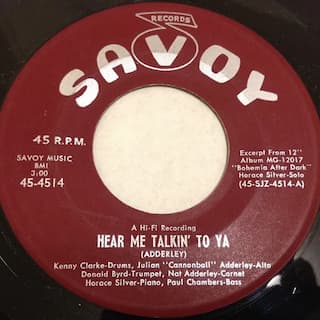 RECORDS
SAVOY
45 R.P.M.
SAVOY MUSIC
BMI
3:00
45-4514
Excerpt From 12"
Album MG-12017
"Bohemia After Dark"
Horace Silver-Solo
(45-SJZ-4514-A)
A Hi-Fi Recording
HEAR ME TALKIN' TO YA
(ADDERLEY)
Kenny Clarke-Drums, Julian "Cannonball" Adderley-Alto
Donald Byrd-Trumpet, Nat Adderley-Cornet
Horace Silver-Piano, Paul Chambers-Bass